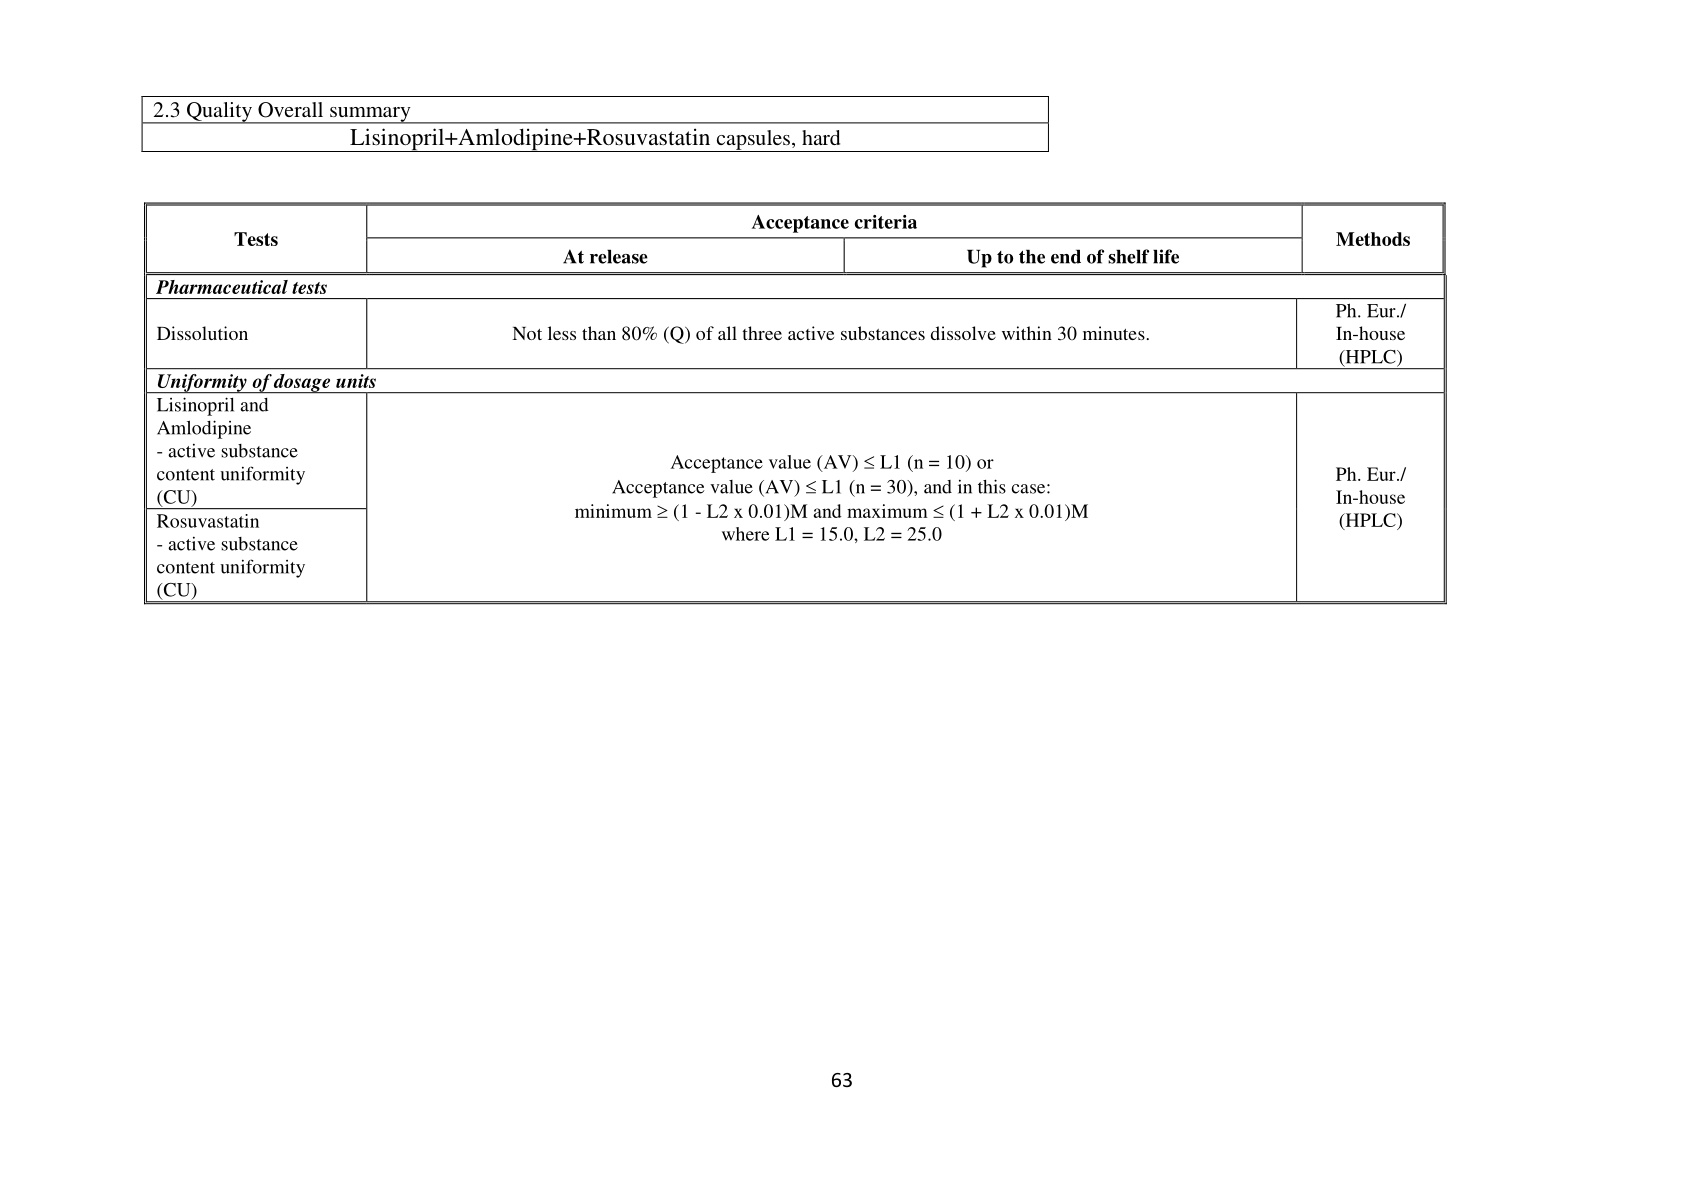 2.3 Quality Overall summary
Lisinopril+Amlodipine+Rosuvastatin capsules, hard
Tests
Acceptance criteria
Methods
At release
Up to the end of shelf life
Pharmaceutical tests
Dissolution
Not less than 80% (Q) of all three active substances dissolve within 30 minutes.
Ph. Eur./
In-house
(HPLC)
Uniformity of dosage units
Lisinopril and
Amlodipine
- active substance
content uniformity
(CU)
Acceptance value (AV) ≤ L1 (n = 10) or
Acceptance value (AV) ≤ L1 (n = 30), and in this case:
minimum ≥ (1 - L2 x 0.01)M and maximum ≤ (1 + L2 x 0.01)M
where L1 = 15.0, L2 = 25.0
Ph. Eur./
In-house
(HPLC)
Rosuvastatin
- active substance
content uniformity
(CU)
63